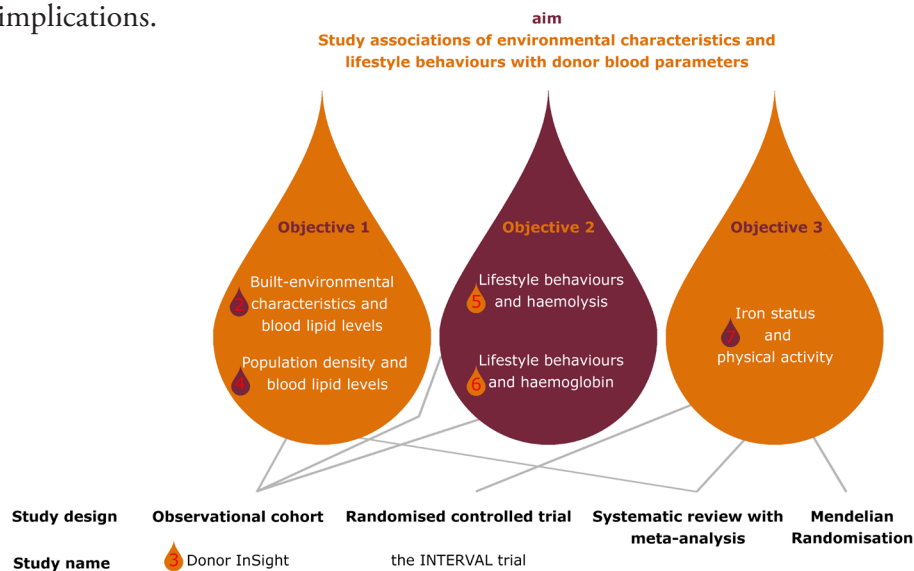 implications.
aim
Study associations of environmental characteristics and
lifestyle behaviours with donor blood parameters
Objective 1
2
Built-environmental
characteristics and
blood lipid levels
4
Population density and
blood lipid levels
Objective 2
5
Lifestyle behaviours
and haemolysis
6
Lifestyle behaviours
and haemoglobin
Objective 3
7
Iron status
and
physical activity
Study design
Observational cohort
Randomised controlled trial
Systematic review with
meta-analysis
Mendelian
Randomisation
Study name
3 Donor InSight
the INTERVAL trial